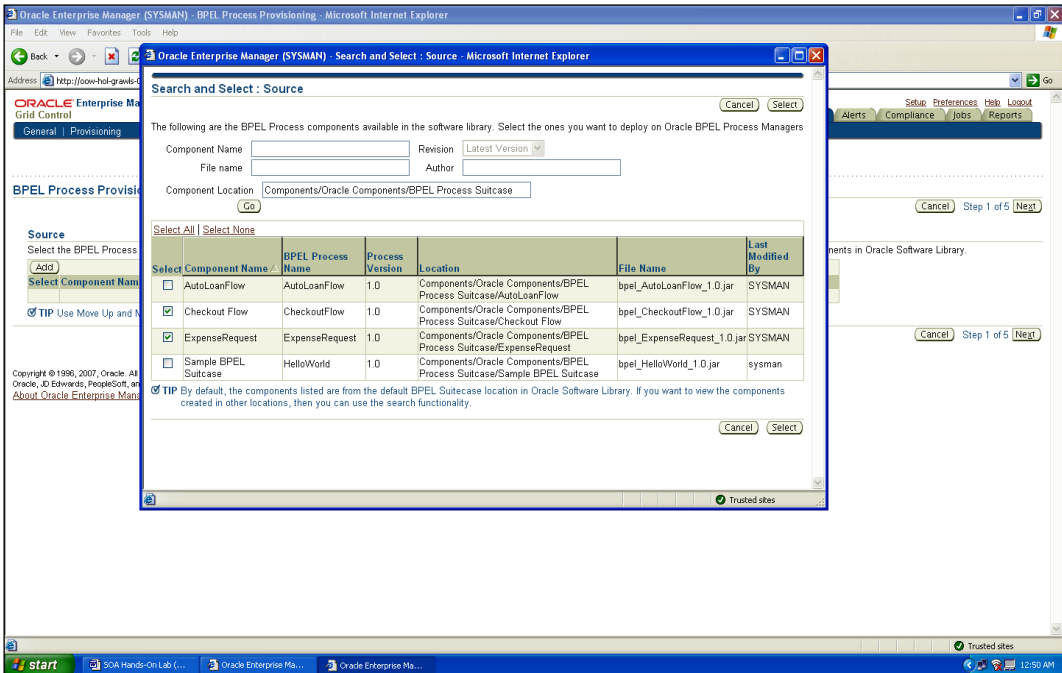 Oracle Enterprise Manager (SYSMAN) - BPEL Process Provisioning - Microsoft Internet Explorer
File Edit View Favorites Tools Help
Back
Address http://oow-hol-grawls-
Go
ORACLE Enterprise Ma
Grid Control
Setup Preferences Help Logout
Alerts Compliance Jobs Reports
General | Provisioning
BPEL Process Provisi
Cancel Step 1 of 5 Next
Source
Select the BPEL Process
nents in Oracle Software Library.
Add
Select Component Nam
TIP Use Move Up and M
Cancel Step 1 of 5 Next
Copyright © 1996, 2007, Oracle. All
Oracle, JD Edwards, PeopleSoft, an
About Oracle Enterprise Mana
Oracle Enterprise Manager (SYSMAN) - Search and Select : Source - Microsoft Internet Explorer
Search and Select : Source
Cancel Select
The following are the BPEL Process components available in the software library. Select the ones you want to deploy on Oracle BPEL Process Managers
Component Name Revision Latest Version
File name Author
Component Location Components/Oracle Components/BPEL Process Suitcase
Go
Select All | Select None
Select Component Name BPEL Process Name Process Version Location File Name Last Modified By
AutoLoanFlow AutoLoanFlow 1.0 Components/Oracle Components/BPEL Process Suitcase/AutoLoanFlow bpel_AutoLoanFlow_1.0.jar SYSMAN
Checkout Flow CheckoutFlow 1.0 Components/Oracle Components/BPEL Process Suitcase/Checkout Flow bpel_CheckoutFlow_1.0.jar SYSMAN
ExpenseRequest ExpenseRequest 1.0 Components/Oracle Components/BPEL Process Suitcase/ExpenseRequest bpel_ExpenseRequest_1.0.jar SYSMAN
Sample BPEL Suitcase HelloWorld 1.0 Components/Oracle Components/BPEL Process Suitcase/Sample BPEL Suitcase bpel_HelloWorld_1.0.jar sysman
TIP By default, the components listed are from the default BPEL Suitecase location in Oracle Software Library. If you want to view the components
created in other locations, then you can use the search functionality.
Cancel Select
Trusted sites
Trusted sites
start SOA Hands-On Lab (... Oracle Enterprise Ma... Oracle Enterprise Ma... 12:50 AM